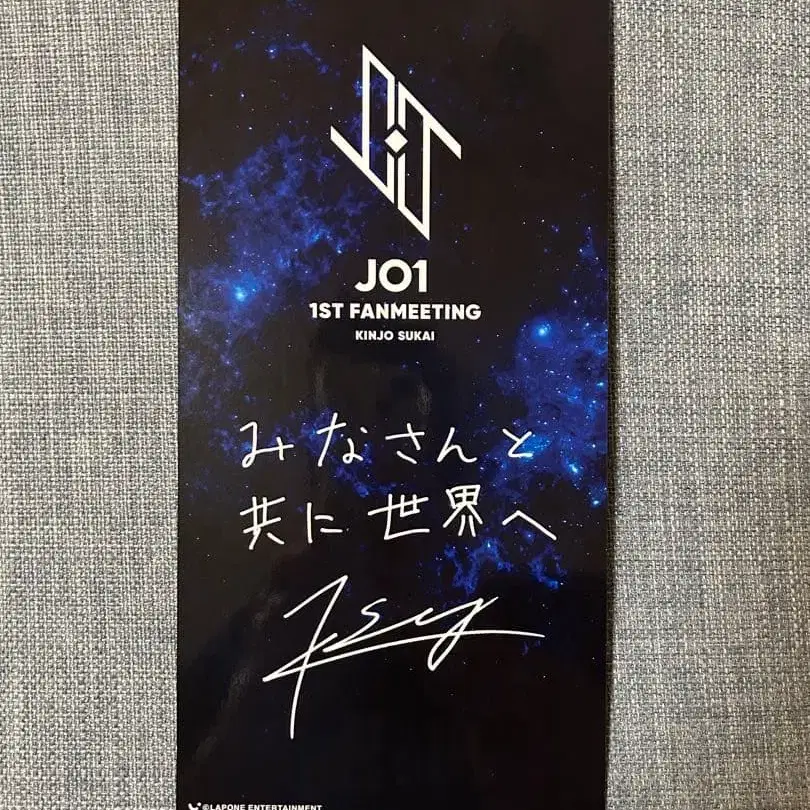 JO1
1ST FANMEETING
KINJO SUKAI
みなさんと
共に世界へ
©LAPONE ENTERTAINMENT